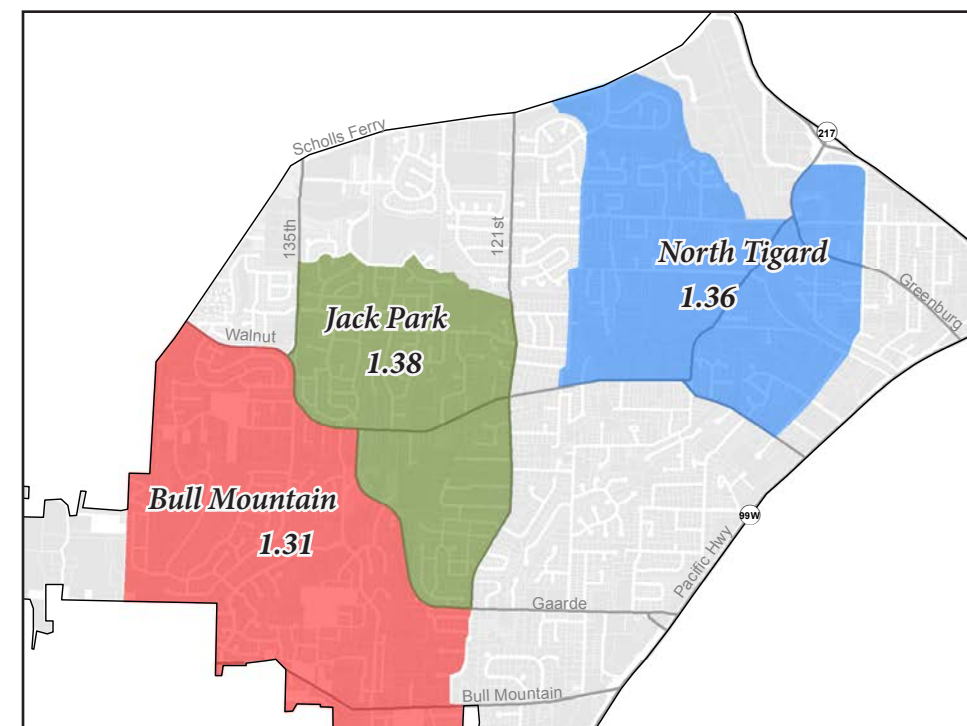 217
Scholls Ferry
135th
121st
North Tigard
1.36
Greenburg
Jack Park
1.38
Walnut
Bull Mountain
1.31
99W
Pacific Hwy
Gaarde
Bull Mountain